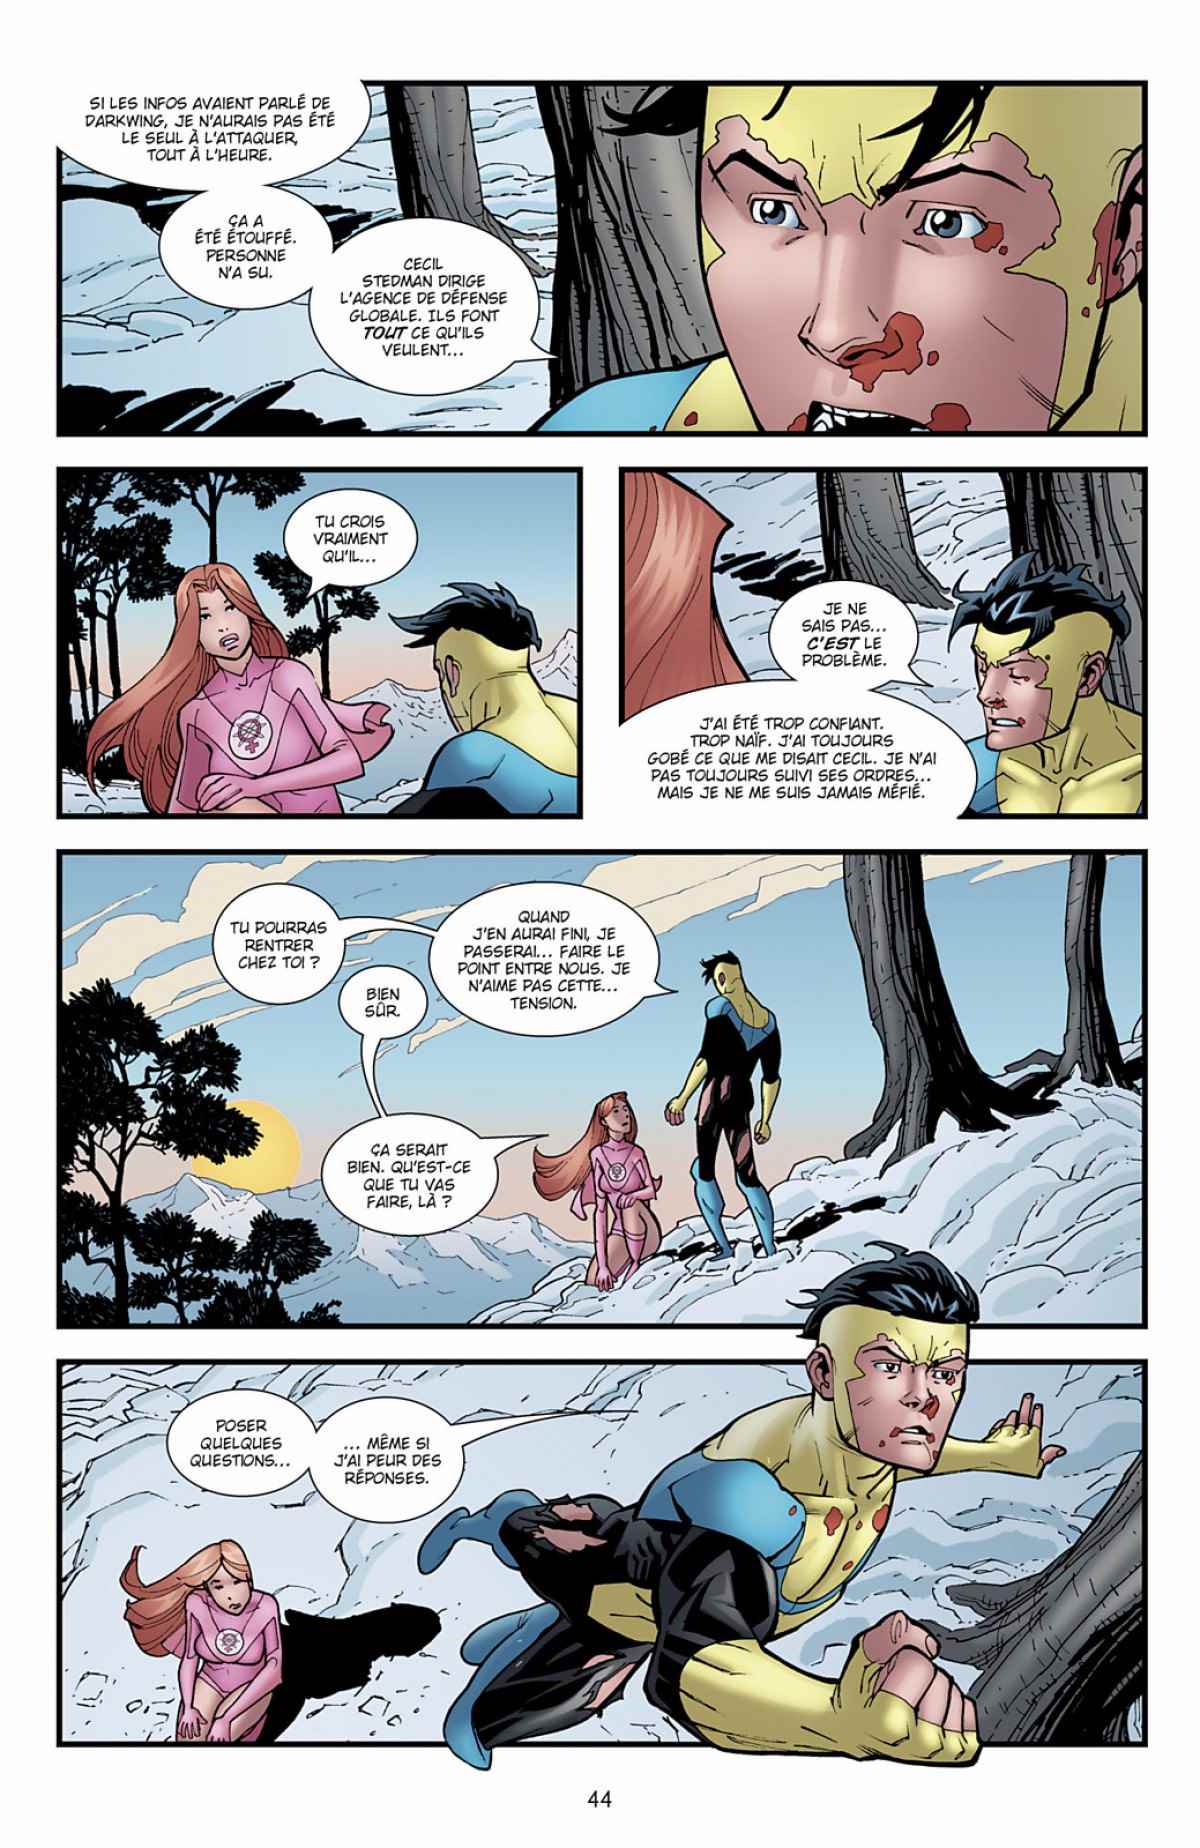 SI LES INFOS AVAIENT PARLÉ DE
DARKWING, JE N'AURAIS PAS ÉTÉ
LE SEUL À L'ATTAQUER,
TOUT À L'HEURE.
ÇA A
ÉTÉ ÉTOUFFÉ.
PERSONNE
N'A SU.
CECIL
STEDMAN DIRIGE
L'AGENCE DE DÉFENSE
GLOBALE. ILS FONT
TOUT CE QU'ILS
VEULENT...
TU CROIS
VRAIMENT
QU'IL...
JE NE
SAIS PAS...
C'EST LE
PROBLÈME.
J'AI ÉTÉ TROP CONFIANT.
TROP NAÏF. J'AI TOUJOURS
GOBÉ CE QUE ME DISAIT CECIL. JE N'AI
PAS TOUJOURS SUIVI SES ORDRES...
MAIS JE NE ME SUIS JAMAIS MÉFIÉ.
TU POURRAS
RENTRER
CHEZ TOI ?
QUAND
J'EN AURAI FINI, JE
PASSERAI... FAIRE LE
POINT ENTRE NOUS. JE
N'AIME PAS CETTE...
TENSION.
BIEN
SÛR.
ÇA SERAIT
BIEN. QU'EST-CE
QUE TU VAS
FAIRE, LÀ ?
POSER
QUELQUES
QUESTIONS...
... MÊME SI
J'AI PEUR DES
RÉPONSES.
44